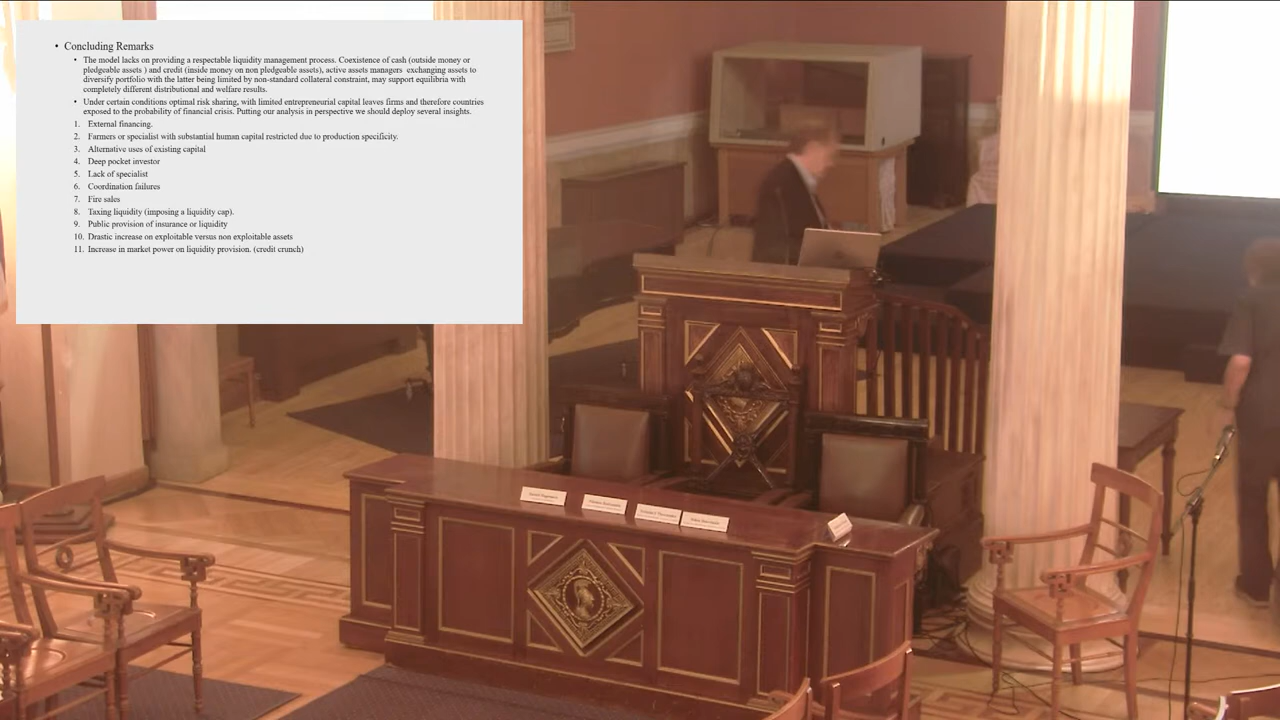 • Concluding Remarks
• The model lacks on providing a respectable liquidity management process. Coexistence of cash (outside money or
pledgeable assets ) and credit (inside money on non pledgeable assets), active assets managers exchanging assets to
diversify portfolio with the latter being limited by non-standard collateral constraint, may support equilibria with
completely different distributional and welfare results.
• Under certain conditions optimal risk sharing, with limited entrepreneurial capital leaves firms and therefore countries
exposed to the probability of financial crisis. Putting our analysis in perspective we should deploy several insights.
1. External financing.
2. Farmers or specialist with substantial human capital restricted due to production specificity.
3. Alternative uses of existing capital
4. Deep pocket investor
5. Lack of specialist
6. Coordination failures
7. Fire sales
8. Taxing liquidity (imposing a liquidity cap).
9. Public provision of insurance or liquidity
10. Drastic increase on exploitable versus non exploitable assets
11. Increase in market power on liquidity provision. (credit crunch)